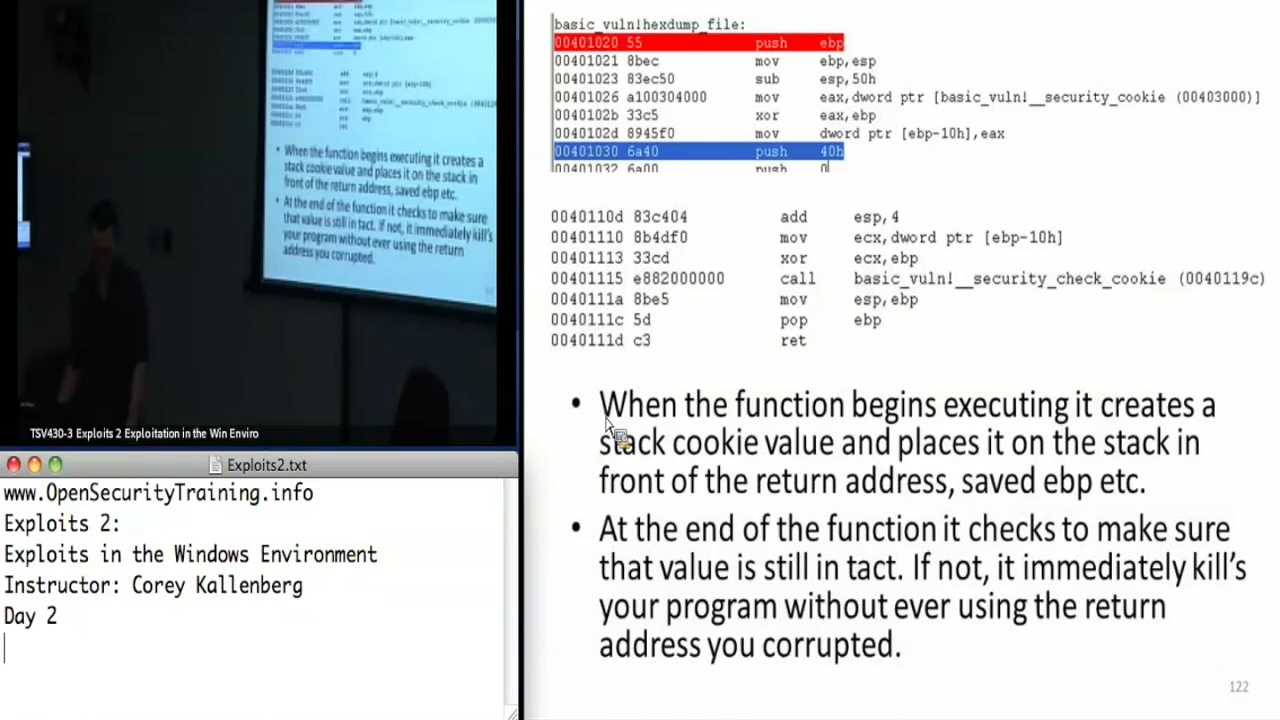 When the function begins executing it creates a
stack cookie value and places it on the stack in
front of the return address, saved ebp etc.
At the end of the function it checks to make sure
that value is still in tact. If not, it immediately kill's
your program without ever using the return
address you corrupted.
TSV430-3 Exploits 2 Exploitation in the Win Enviro
Exploits2.txt
www.OpenSecurityTraining.info
Exploits 2:
Exploits in the Windows Environment
Instructor: Corey Kallenberg
Day 2
basic_vuln!hexdump_file:
00401020 55 push ebp
00401021 8bec mov ebp,esp
00401023 83ec50 sub esp,50h
00401026 a100304000 mov eax,dword ptr [basic_vuln!__security_cookie (00403000)]
0040102b 33c5 xor eax,ebp
0040102d 8945f0 mov dword ptr [ebp-10h],eax
00401030 6a40 push 40h
00401032 6a00 push 0
0040110d 83c404 add esp,4
00401110 8b4df0 mov ecx,dword ptr [ebp-10h]
00401113 33cd xor ecx,ebp
00401115 e882000000 call basic_vuln!__security_check_cookie (0040119c)
0040111a 8be5 mov esp,ebp
0040111c 5d pop ebp
0040111d c3 ret
• When the function begins executing it creates a
stack cookie value and places it on the stack in
front of the return address, saved ebp etc.
• At the end of the function it checks to make sure
that value is still in tact. If not, it immediately kill's
your program without ever using the return
address you corrupted.
122